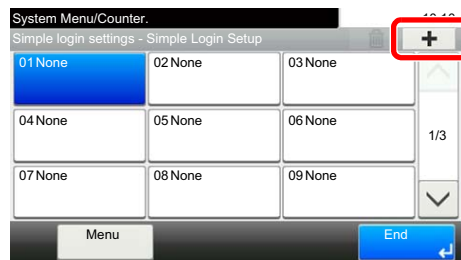 System Menu/Counter.
Simple login settings - Simple Login Setup
+
01 None
02 None
03 None
04 None
05 None
06 None
1/3
07 None
08 None
09 None
Menu
End